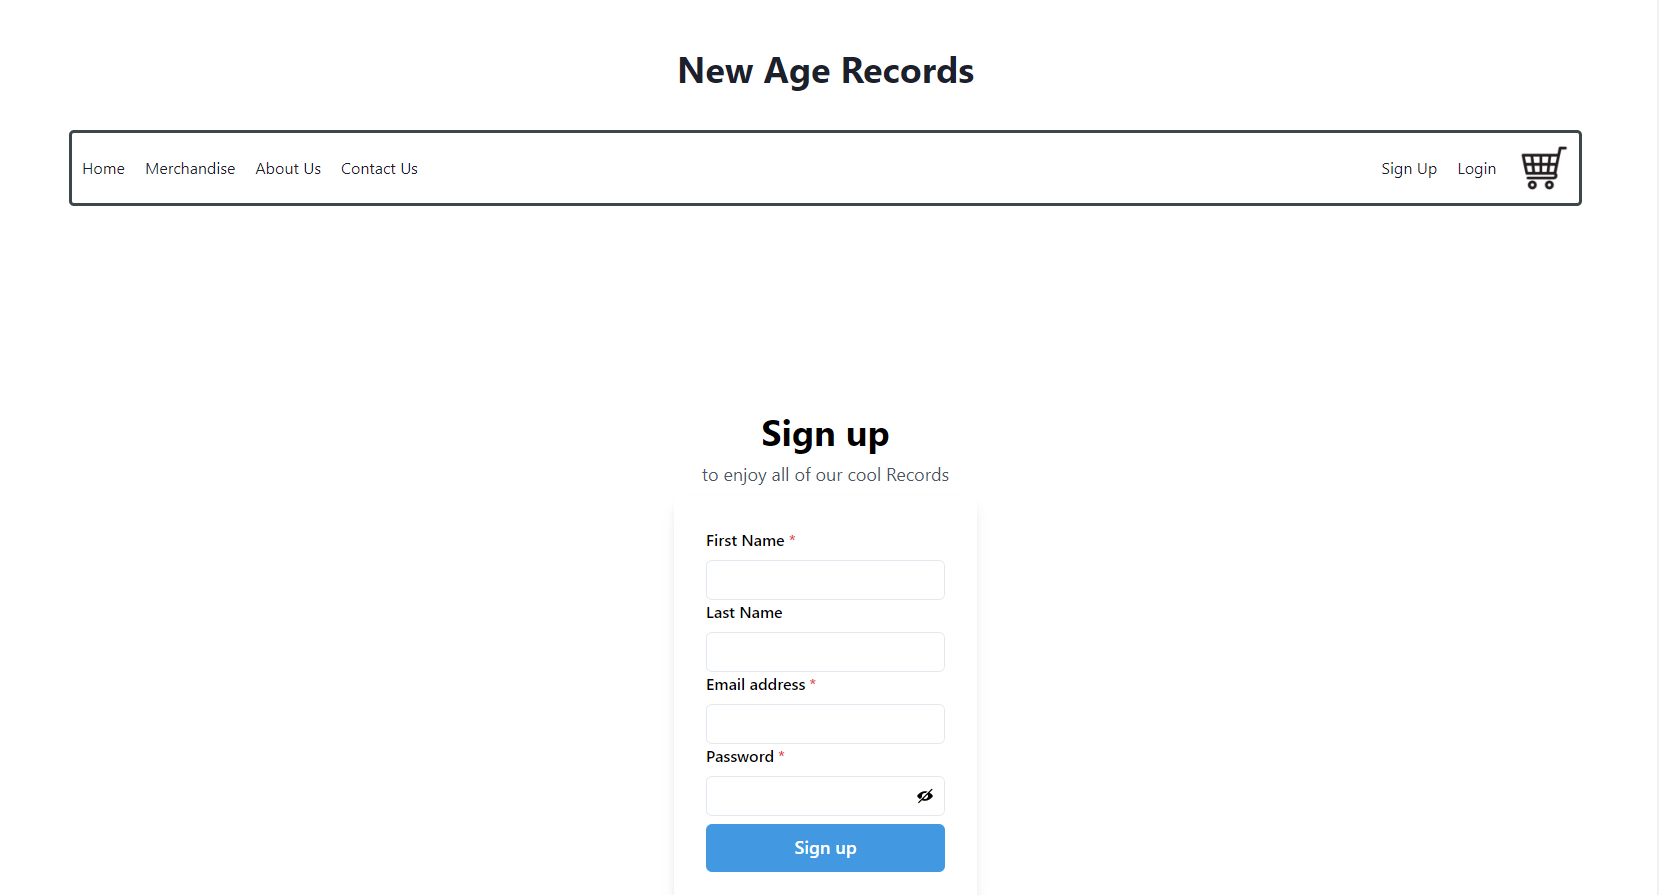 New Age Records
Home Merchandise About Us Contact Us Sign Up Login
Sign up
to enjoy all of our cool Records
First Name *
Last Name
Email address *
Password *
Sign up